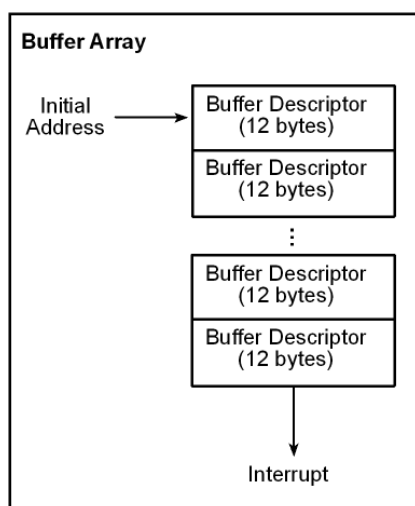 Buffer Array
Initial
Address
Buffer Descriptor
(12 bytes)
Buffer Descriptor
(12 bytes)
Buffer Descriptor
(12 bytes)
Buffer Descriptor
(12 bytes)
Interrupt